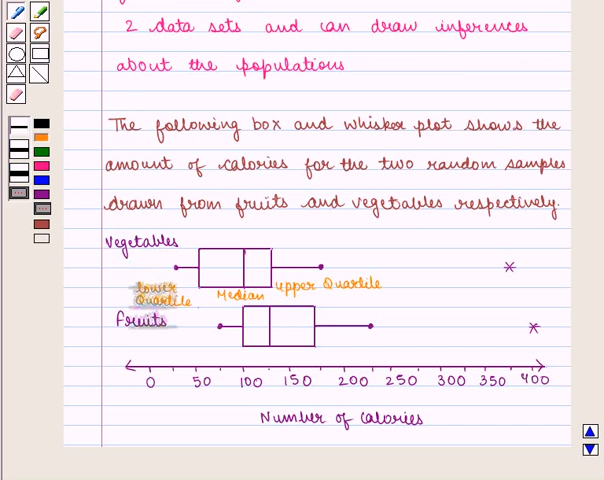 2 data sets and can draw inferences
about the populations
The following box and whisker plot shows the
amount of calories for the two random samples
drawn from fruits and vegetables respectively.
Vegetables
lower
Quartile
Median
upper Quartile
Fruits
0 50 100 150 200 250 300 350 400
Number of calories